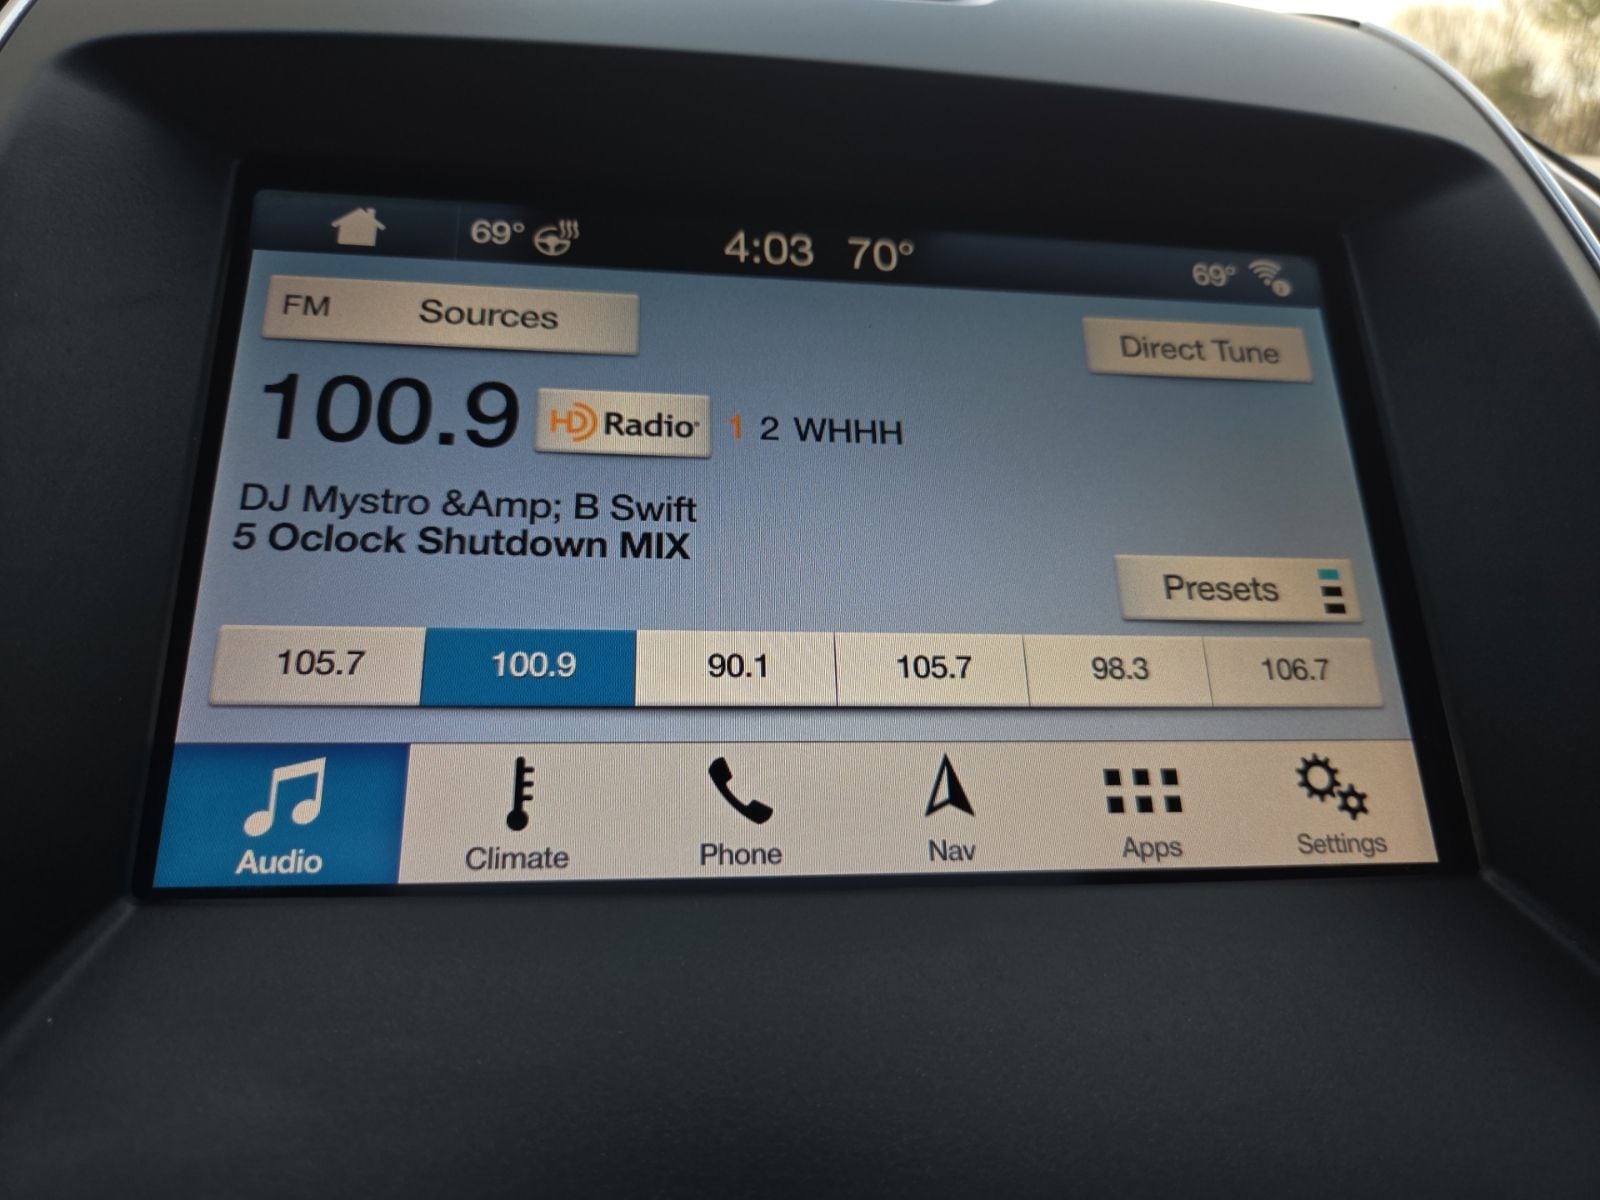 69° 4:03 70° 69°
FM Sources
Direct Tune
100.9 HD Radio 1 2 WHHH
DJ Mystro &Amp; B Swift
5 Oclock Shutdown MIX
Presets
105.7 100.9 90.1 105.7 98.3 106.7
Audio Climate Phone Nav Apps Settings